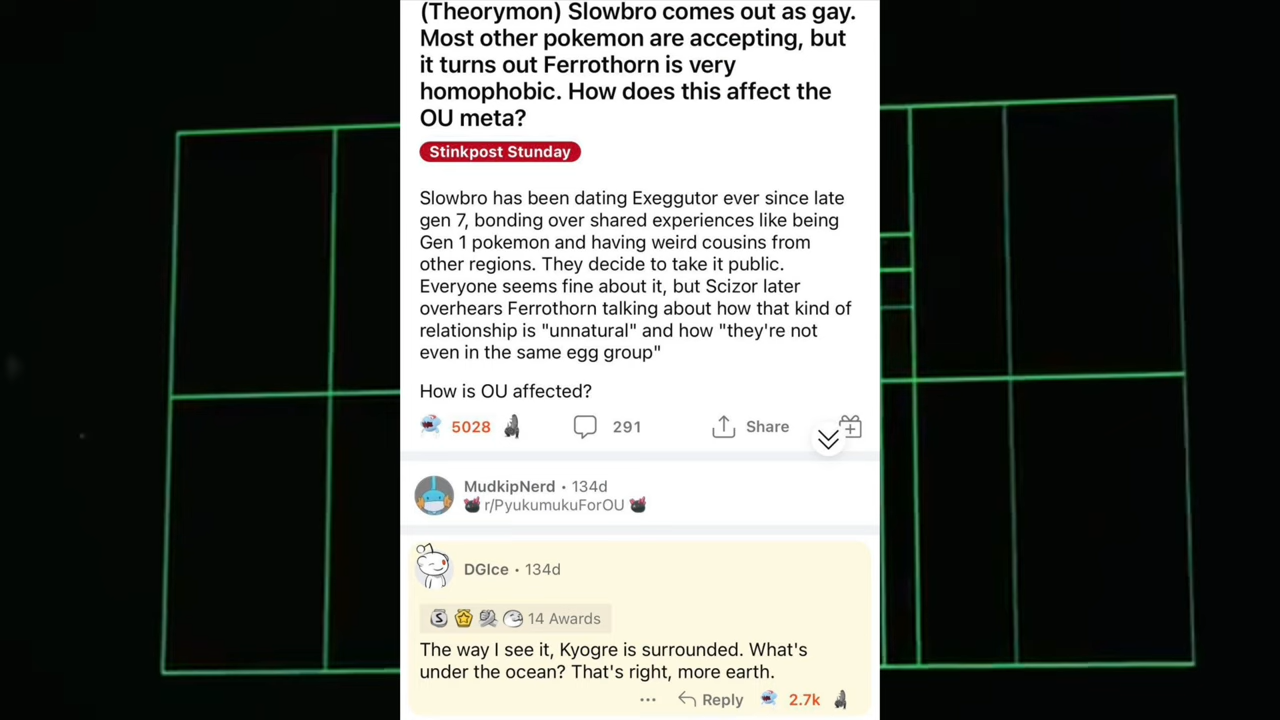 (Theorymon) Slowbro comes out as gay.
Most other pokemon are accepting, but
it turns out Ferrothorn is very
homophobic. How does this affect the
OU meta?
Stinkpost Stunday
Slowbro has been dating Exeggutor ever since late
gen 7, bonding over shared experiences like being
Gen 1 pokemon and having weird cousins from
other regions. They decide to take it public.
Everyone seems fine about it, but Scizor later
overhears Ferrothorn talking about how that kind of
relationship is "unnatural" and how "they're not
even in the same egg group"
How is OU affected?
5028 291 Share
MudkipNerd • 134d
r/PyukumukuForOU
DGIce • 134d
S 14 Awards
The way I see it, Kyogre is surrounded. What's
under the ocean? That's right, more earth.
Reply 2.7k